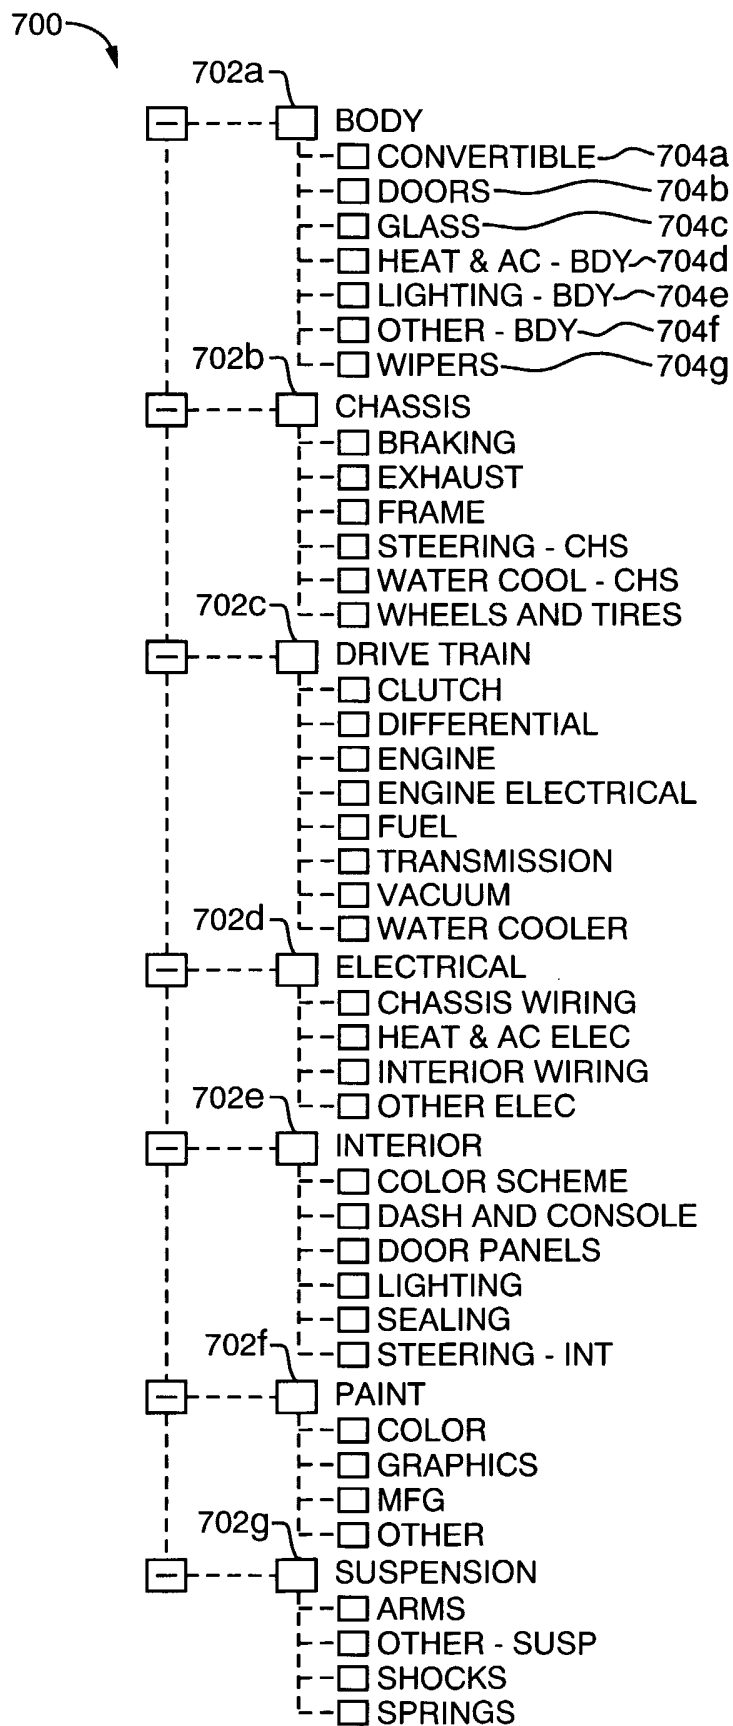 700
702a
BODY
CONVERTIBLE 704a
DOORS 704b
GLASS 704c
HEAT & AC - BDY 704d
LIGHTING - BDY 704e
OTHER - BDY 704f
WIPERS 704g
702b
CHASSIS
BRAKING
EXHAUST
FRAME
STEERING - CHS
WATER COOL - CHS
WHEELS AND TIRES
702c
DRIVE TRAIN
CLUTCH
DIFFERENTIAL
ENGINE
ENGINE ELECTRICAL
FUEL
TRANSMISSION
VACUUM
WATER COOLER
702d
ELECTRICAL
CHASSIS WIRING
HEAT & AC ELEC
INTERIOR WIRING
OTHER ELEC
702e
INTERIOR
COLOR SCHEME
DASH AND CONSOLE
DOOR PANELS
LIGHTING
SEALING
STEERING - INT
702f
PAINT
COLOR
GRAPHICS
MFG
OTHER
702g
SUSPENSION
ARMS
OTHER - SUSP
SHOCKS
SPRINGS